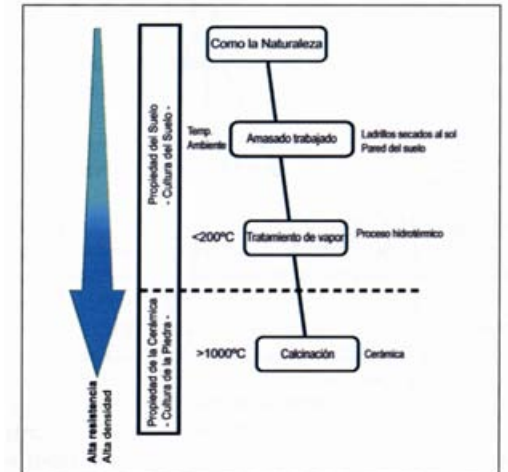 Como la Naturaleza
Propiedad del Suelo
- Cultura del Suelo -
Temp.
Ambiente
Amasado trabajado
Ladrillos secados al sol
Pared del suelo
<200ºC
Tratamiento de vapor
Proceso hidrotérmico
Propiedad de la Cerámica
- Cultura de la Piedra -
>1000ºC
Calcinación
Cerámica
Alta resistencia
Alta densidad